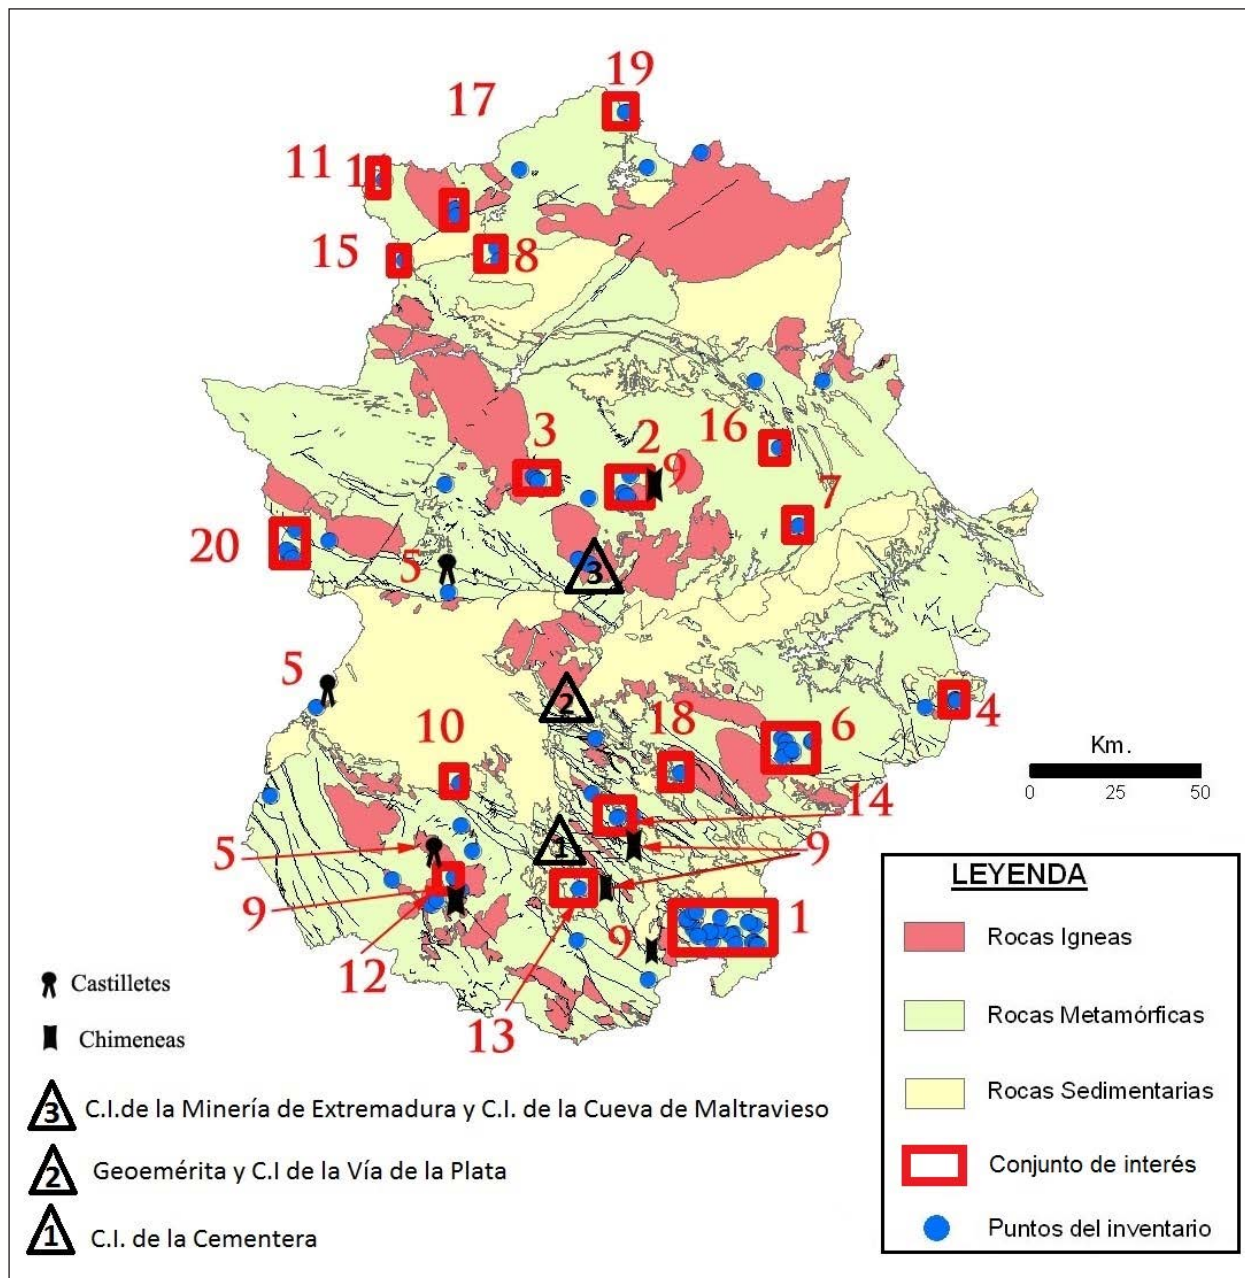 19
17
11
1
15
8
3
2
16
9
7
20
5
3
5
2
18
4
10
6
Km.
0 50
14
5
1
9
9
1
9
12
13
Castilletes
Chimeneas
3 C.I.de la Minería de Extremadura y C.I. de la Cueva de Maltravieso
2 Geoemérita y C.I de la Vía de la Plata
1 C.I. de la Cementera
LEYENDA
Rocas Igneas
Rocas Metamórficas
Rocas Sedimentarias
Conjunto de interés
Puntos del inventario